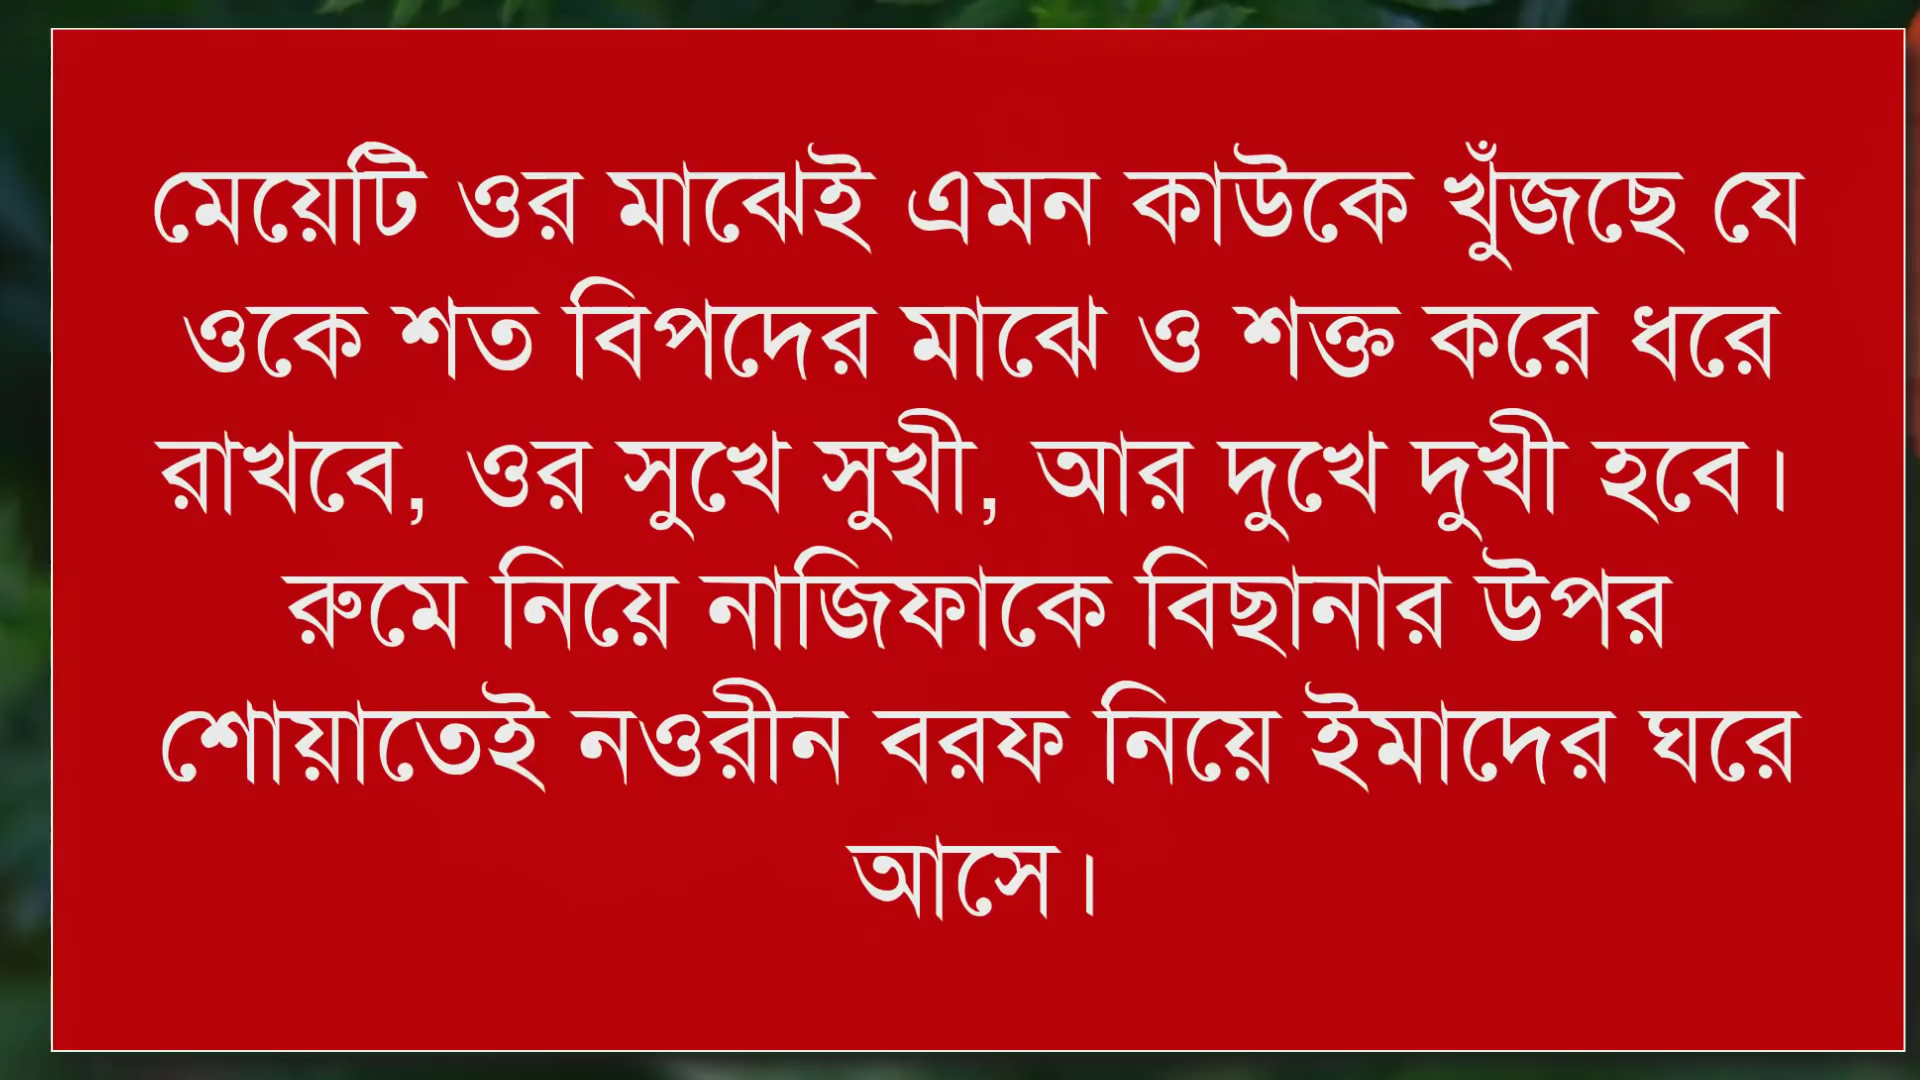 মেয়েটি ওর মাঝেই এমন কাউকে খুঁজছে যে
ওকে শত বিপদের মাঝে ও শক্ত করে ধরে
রাখবে, ওর সুখে সুখী, আর দুখে দুখী হবে।
রুমে নিয়ে নাজিফাকে বিছানার উপর
শোয়াতেই নওরীন বরফ নিয়ে ইমাদের ঘরে
আসে।